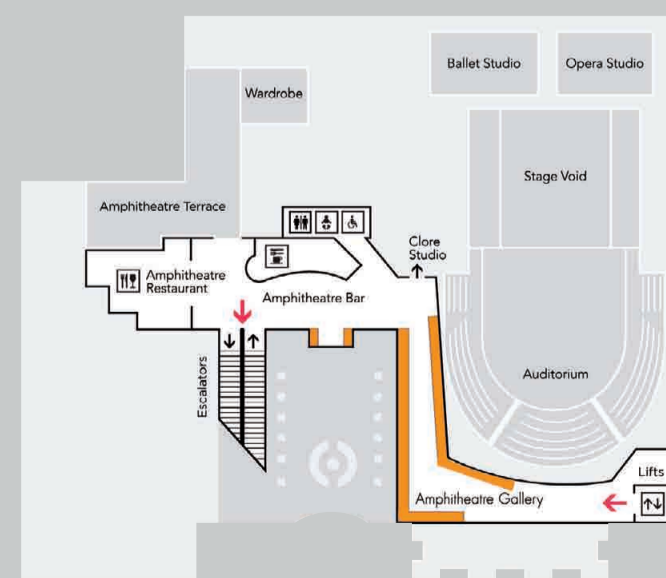 Ballet Studio
Opera Studio
Wardrobe
Stage Void
Amphitheatre Terrace
Clore
Studio
Amphitheatre
Restaurant
Amphitheatre Bar
Escalators
Auditorium
Lifts
Amphitheatre Gallery